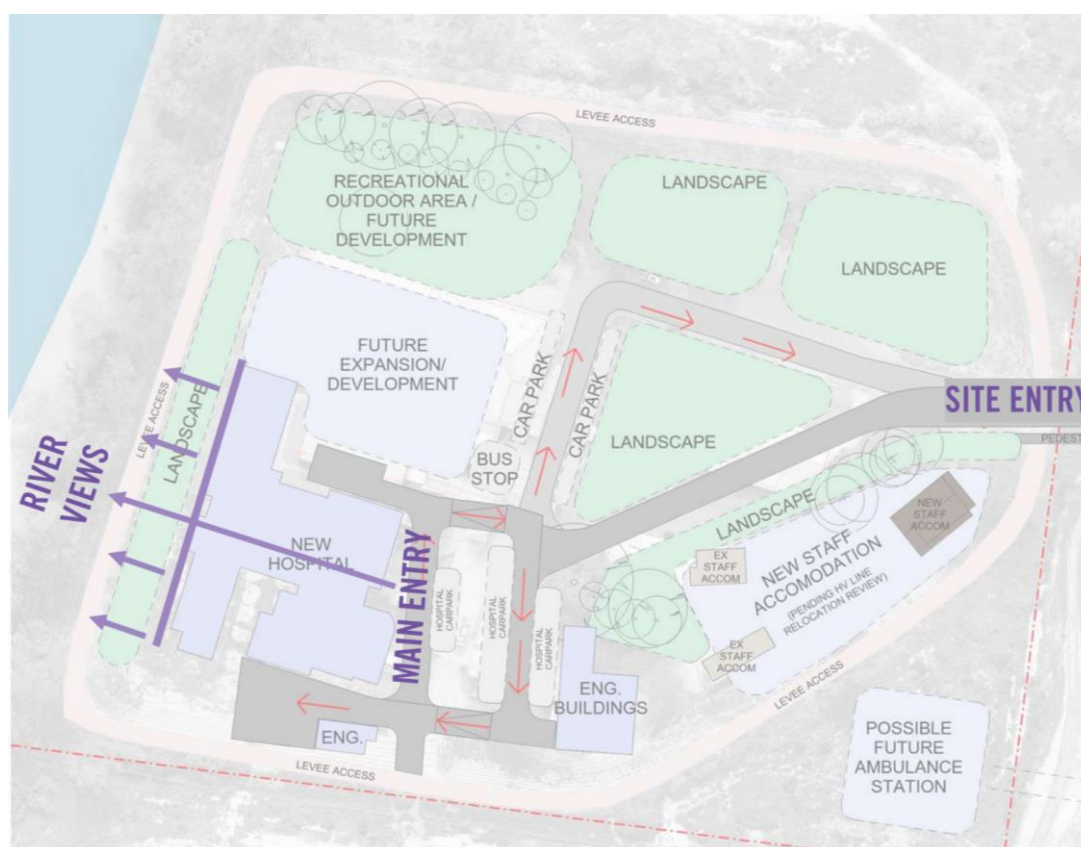 LEVEE ACCESS
RECREATIONAL
OUTDOOR AREA /
FUTURE
DEVELOPMENT
LANDSCAPE
LANDSCAPE
FUTURE
EXPANSION/
DEVELOPMENT
CAR PARK
CAR PARK
LANDSCAPE
SITE ENTRY
PEDEST
LEVEE ACCESS
LANDSCAPE
RIVER
VIEWS
BUS
STOP
LANDSCAPE
NEW
STAFF
ACCOM
NEW
HOSPITAL
MAIN ENTRY
HOSPITAL
CARPARK
HOSPITAL
CARPARK
HOSPITAL
CARPARK
EX
STAFF
ACCOM
NEW STAFF
ACCOMODATION
(PENDING HV LINE
RELOCATION REVIEW)
EX
STAFF
ACCOM
ENG.
BUILDINGS
LEVEE ACCESS
ENG.
LEVEE ACCESS
POSSIBLE
FUTURE
AMBULANCE
STATION